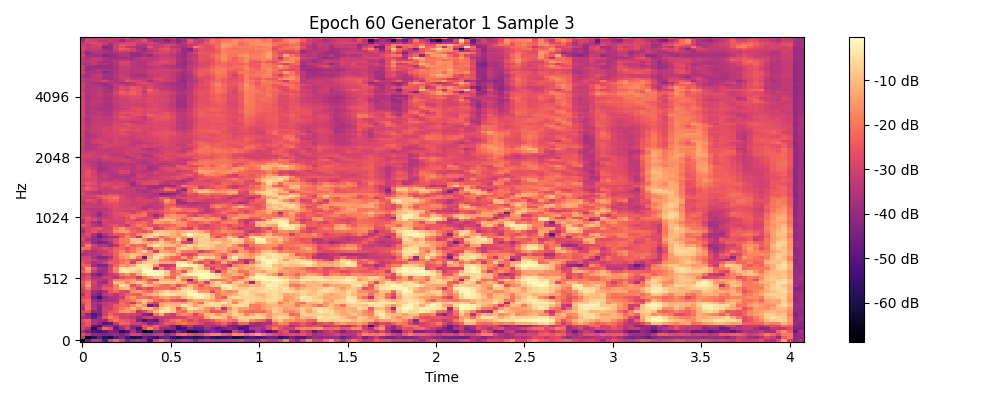 Epoch 60 Generator 1 Sample 3
Hz
4096
2048
1024
512
0
0 0.5 1 1.5 2 2.5 3 3.5 4
Time
-10 dB
-20 dB
-30 dB
-40 dB
-50 dB
-60 dB